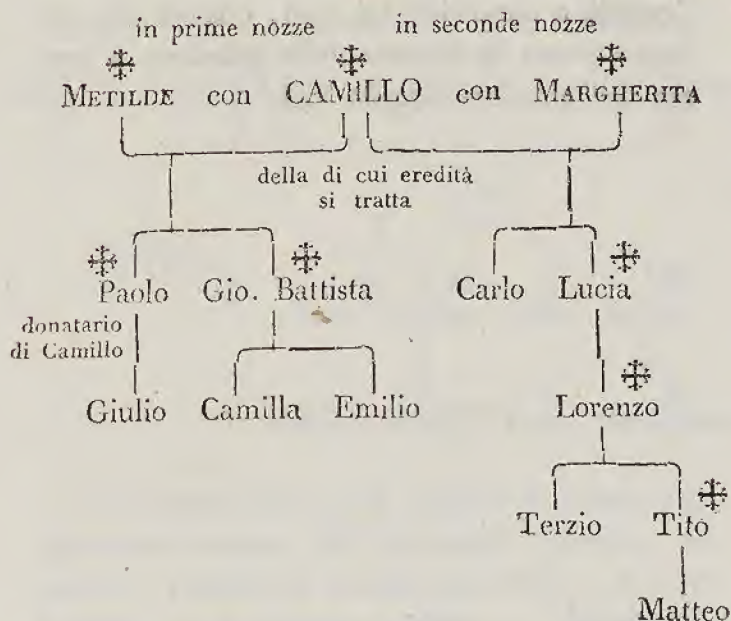 in prime nozze in seconde nozze
METILDE con CAMILLO con MARGHERITA
della di cui eredità
si tratta
Paolo Gio. Battista Carlo Lucia
donatario
di Camillo
Giulio Camilla Emilio Lorenzo
Terzio Tito
Matteo